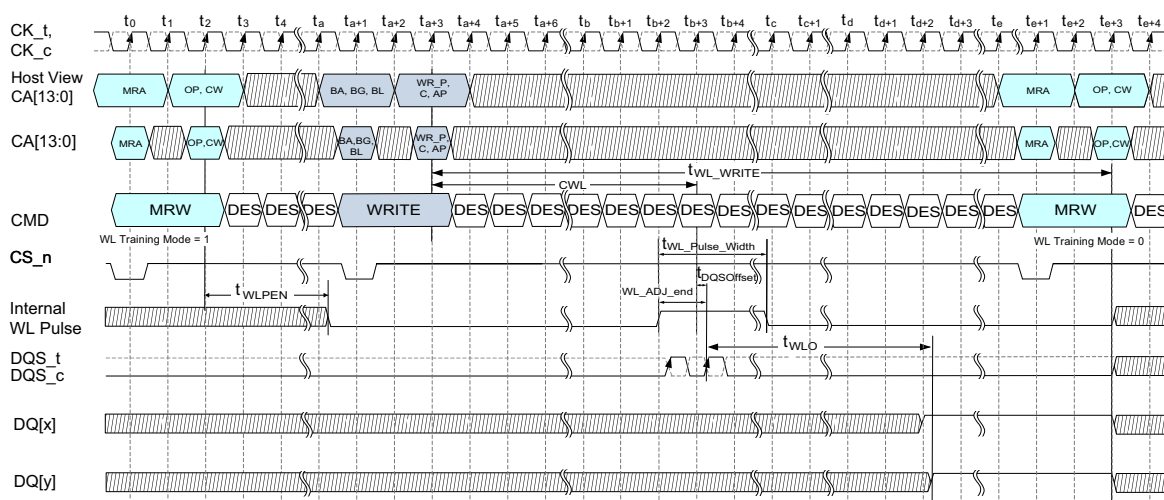 t0 t1 t2 t3 t4 ta ta+1 ta+2 ta+3 ta+4 ta+5 ta+6 tb tb+1 tb+2 tb+3 tb+4 tc tc+1 td td+1 td+2 td+3 te te+1 te+2 te+3 te+4
CK_t,
CK_c
Host View
CA[13:0]
MRA OP, CW BA, BG, BL WR_P, C, AP MRA OP, CW
CA[13:0] MRA OP,CW BA,BG, BL WR_P, C, AP MRA OP,CW
tWL_WRITE
CWL
CMD MRW DES DES DES WRITE DES DES DES DES DES DES DES DES DES DES DES DES DES DES DES MRW DES
WL Training Mode = 1 WL Training Mode = 0
CS_n
tWL_Pulse_Width
tDQSOffset
WL_ADJ_end
tWLPEN
Internal
WL Pulse
tWLO
DQS_t
DQS_c
DQ[x]
DQ[y]